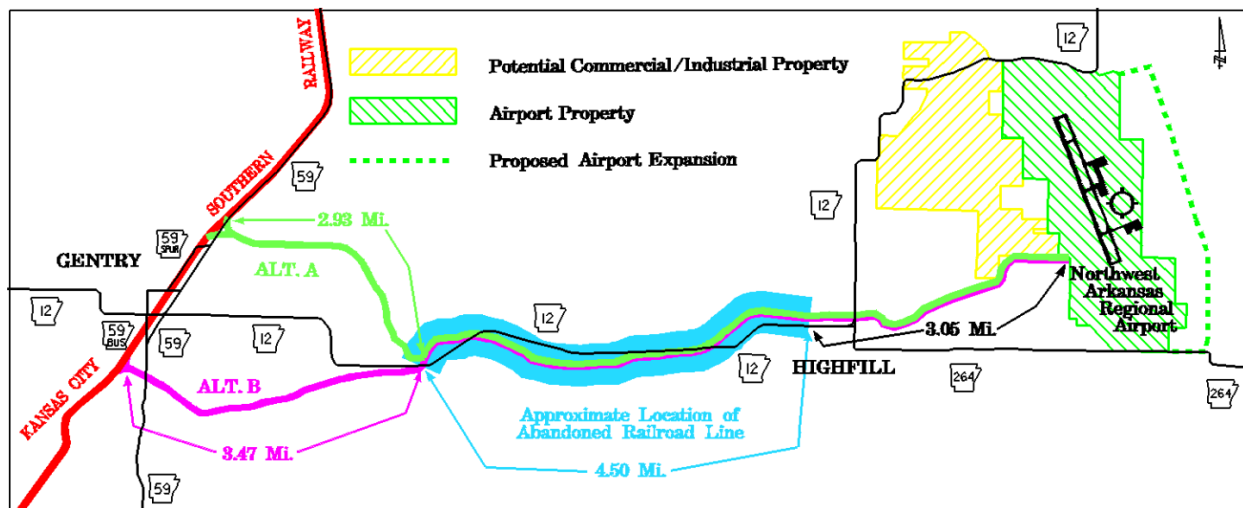 RAILWAY
12
N
Potential Commercial/Industrial Property
Airport Property
Proposed Airport Expansion
SOUTHERN
59
12
2.93 Mi.
59
SPUR
GENTRY
ALT. A
Northwest
Arkansas
Regional
Airport
12
59
BUS
59
12
12
3.05 Mi.
12
HIGHFILL
KANSAS CITY
ALT. B
264
264
Approximate Location of
Abandoned Railroad Line
3.47 Mi.
4.50 Mi.
59